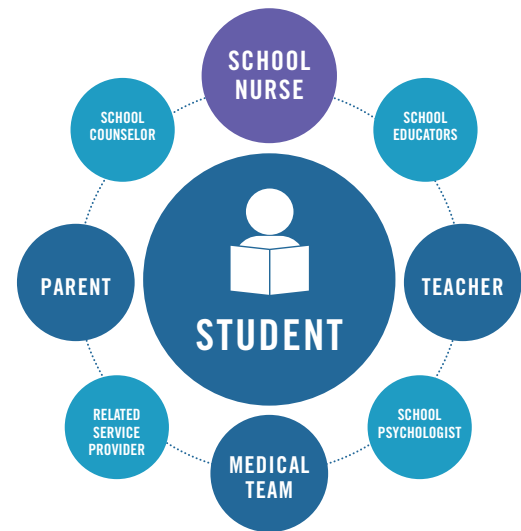 SCHOOL
NURSE
SCHOOL
COUNSELOR
SCHOOL
EDUCATORS
PARENT
TEACHER
STUDENT
RELATED
SERVICE
PROVIDER
SCHOOL
PSYCHOLOGIST
MEDICAL
TEAM